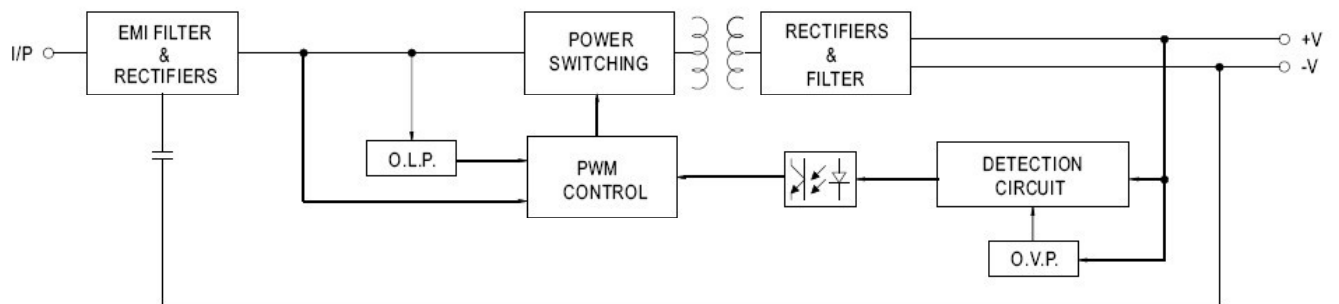 I/P
EMI FILTER
&
RECTIFIERS
POWER
SWITCHING
RECTIFIERS
&
FILTER
+V
-V
O.L.P.
PWM
CONTROL
DETECTION
CIRCUIT
O.V.P.